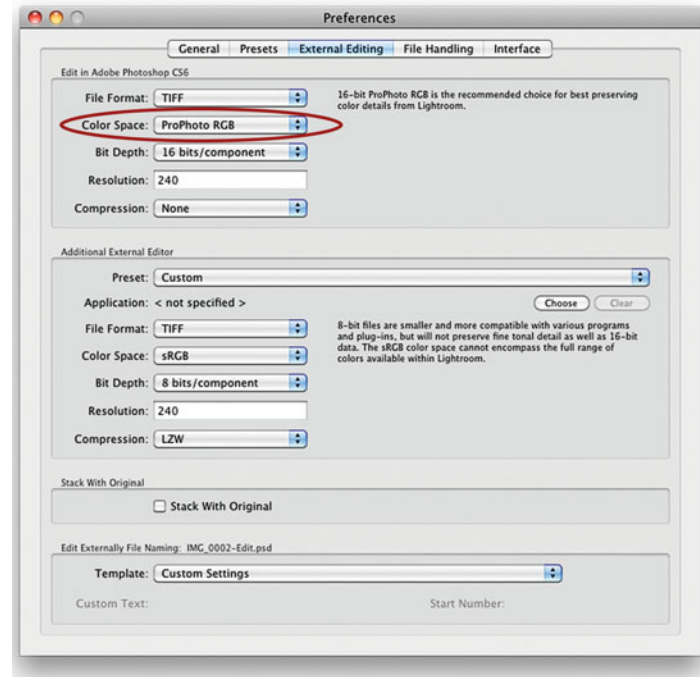 Preferences
General Presets External Editing File Handling Interface
Edit in Adobe Photoshop CS6
File Format: TIFF
16-bit ProPhoto RGB is the recommended choice for best preserving
color details from Lightroom.
Color Space: ProPhoto RGB
Bit Depth: 16 bits/component
Resolution: 240
Compression: None
Additional External Editor
Preset: Custom
Application: < not specified >
Choose Clear
File Format: TIFF
8-bit files are smaller and more compatible with various programs
and plug-ins, but will not preserve fine tonal detail as well as 16-bit
data. The sRGB color space cannot encompass the full range of
colors available within Lightroom.
Color Space: sRGB
Bit Depth: 8 bits/component
Resolution: 240
Compression: LZW
Stack With Original
Stack With Original
Edit Externally File Naming: IMG_0002-Edit.psd
Template: Custom Settings
Custom Text: Start Number: